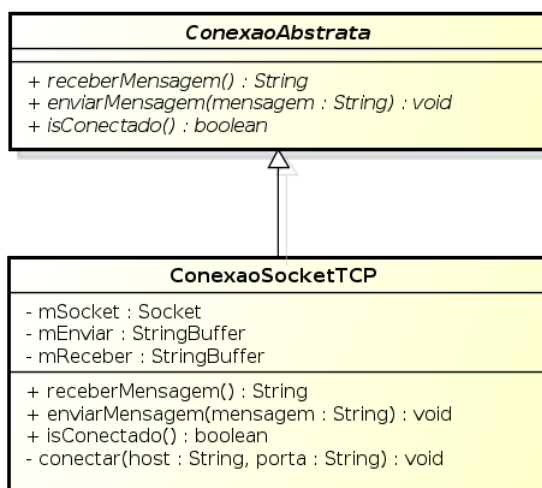 ConexaoAbstrata
+ receberMensagem() : String
+ enviarMensagem(mensagem : String) : void
+ isConectado() : boolean
ConexaoSocketTCP
- mSocket : Socket
- mEnviar : StringBuffer
- mReceber : StringBuffer
+ receberMensagem() : String
+ enviarMensagem(mensagem : String) : void
+ isConectado() : boolean
- conectar(host : String, porta : String) : void